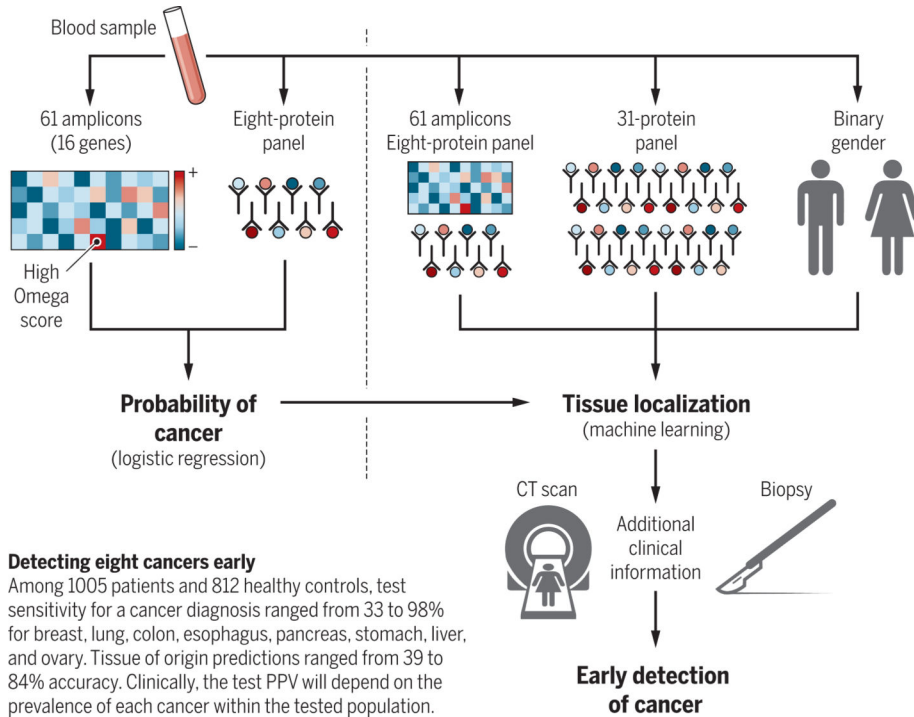 Blood sample
61 amplicons
(16 genes)
Eight-protein
panel
61 amplicons
Eight-protein panel
31-protein
panel
Binary
gender
+
–
High
Omega
score
Probability of
cancer
(logistic regression)
Tissue localization
(machine learning)
CT scan
Additional
clinical
information
Biopsy
Early detection
of cancer
Detecting eight cancers early
Among 1005 patients and 812 healthy controls, test
sensitivity for a cancer diagnosis ranged from 33 to 98%
for breast, lung, colon, esophagus, pancreas, stomach, liver,
and ovary. Tissue of origin predictions ranged from 39 to
84% accuracy. Clinically, the test PPV will depend on the
prevalence of each cancer within the tested population.